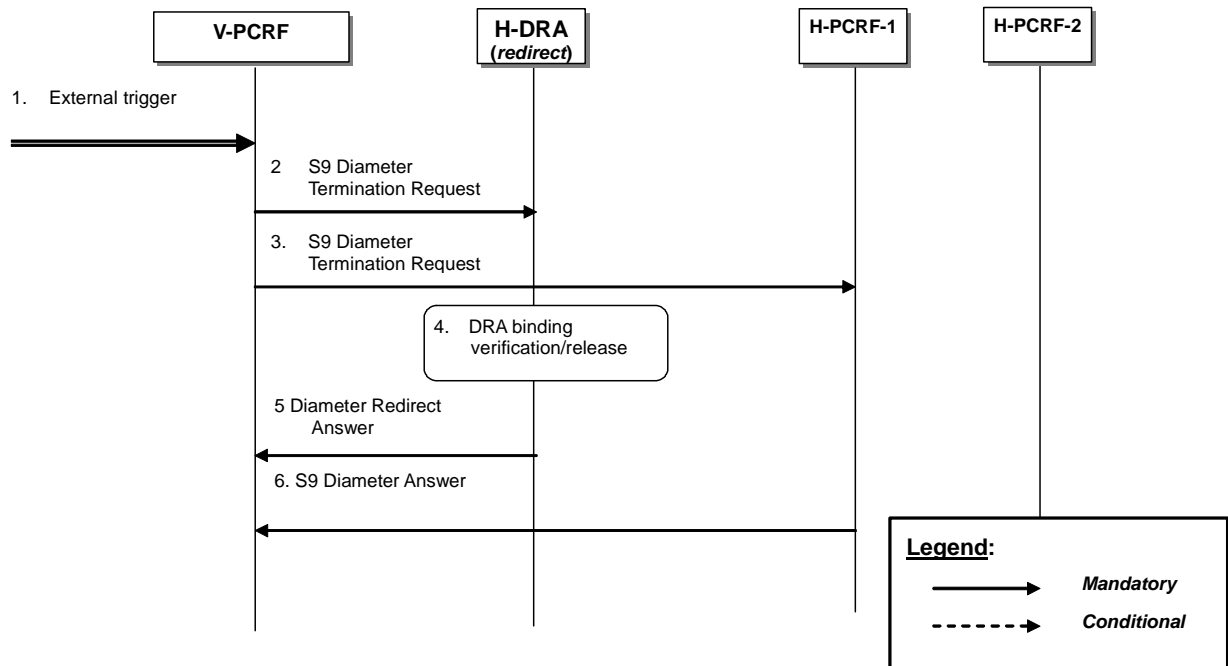 V-PCRF
H-DRA
(redirect)
H-PCRF-1
H-PCRF-2
1. External trigger
2 S9 Diameter
Termination Request
3. S9 Diameter
Termination Request
4. DRA binding
verification/release
5 Diameter Redirect
Answer
6. S9 Diameter Answer
Legend:
Mandatory
Conditional